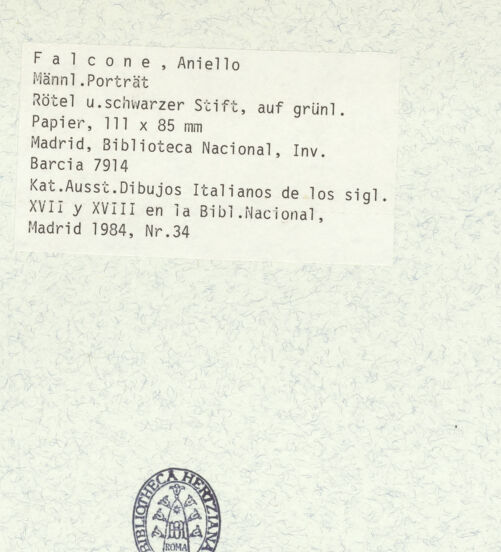 F a l c o n e , Aniello
Männl.Porträt
Rötel u.schwarzer Stift, auf grünl.
Papier, 111 x 85 mm
Madrid, Biblioteca Nacional, Inv.
Barcia 7914
Kat.Ausst.Dibujos Italianos de los sigl.
XVII y XVIII en la Bibl.Nacional,
Madrid 1984, Nr.34
BIBLIOTHECA HERTZIANA
ROMA